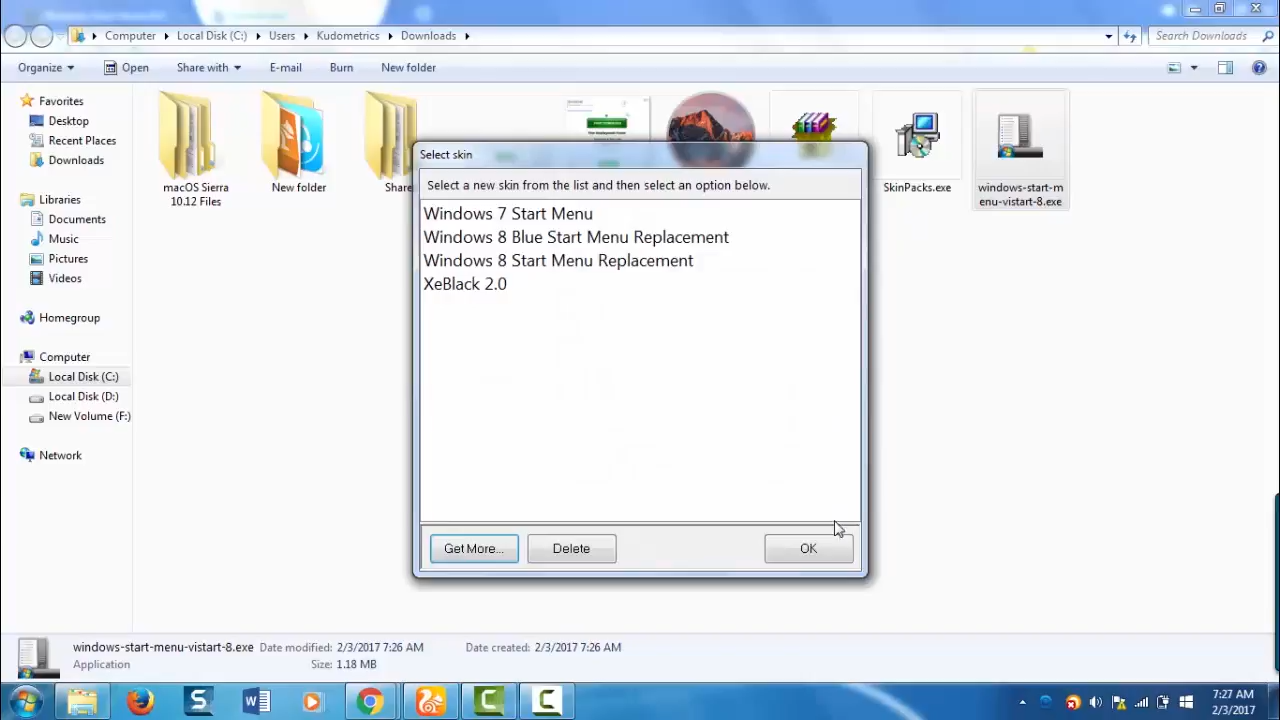 Computer Local Disk (C:) Users Kudometrics Downloads
Search Downloads
Organize Open Share with E-mail Burn New folder
Favorites
Desktop
Recent Places
Downloads
Libraries
Documents
Music
Pictures
Videos
Homegroup
Computer
Local Disk (C:)
Local Disk (D:)
New Volume (F:)
Network
macOS Sierra
10.12 Files
New folder
Share
SkinPacks.exe
windows-start-m
enu-vistart-8.exe
Select skin
Select a new skin from the list and then select an option below.
Windows 7 Start Menu
Windows 8 Blue Start Menu Replacement
Windows 8 Start Menu Replacement
XeBlack 2.0
Get More... Delete OK
windows-start-menu-vistart-8.exe Date modified: 2/3/2017 7:26 AM Date created: 2/3/2017 7:26 AM
Application Size: 1.18 MB
7:27 AM
2/3/2017